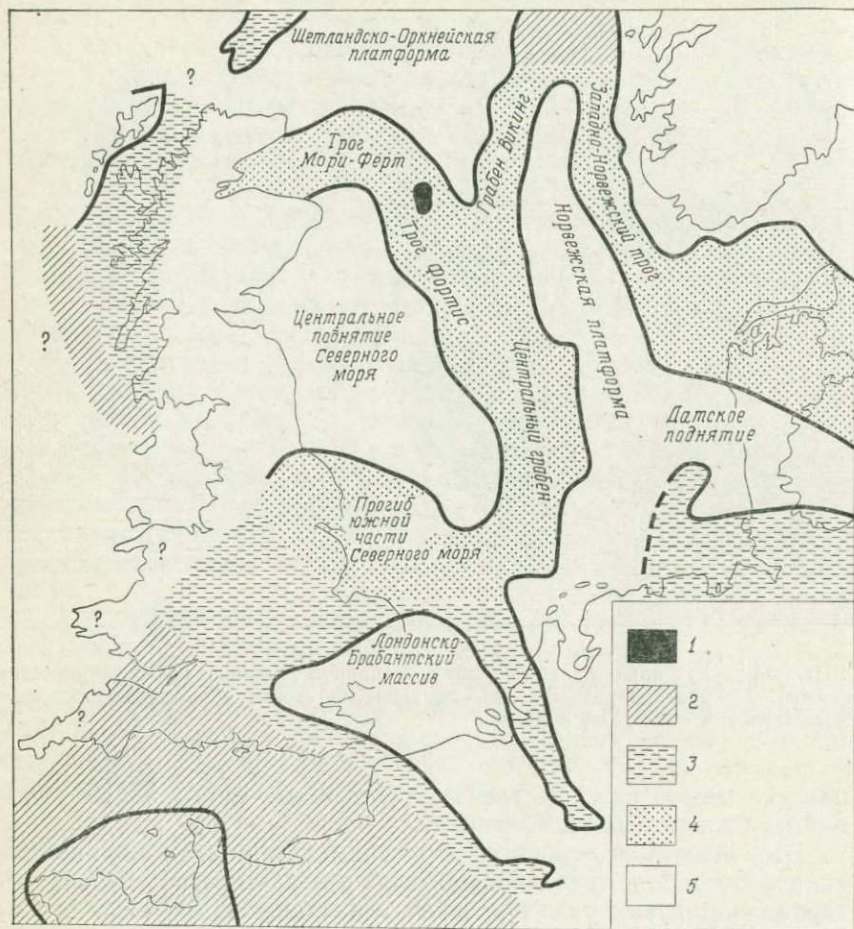 Шетландско-Оркнейская
платформа
?
?
Трог
Мори-Ферт
Грабен Викинг
Западно-Норвежский трог
Трог Фортис
Норвежская платформа
Центральное
поднятие
Северного
моря
Центральный грабен
Датское
поднятие
Прогиб
южной
части
Северного моря
?
?
?
Лондонско-
Брабантский
массив
1
2
3
4
5